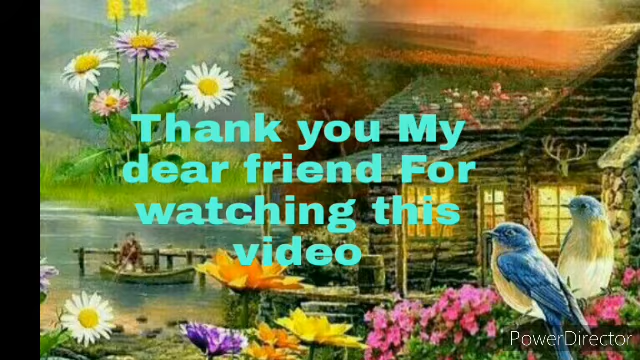 Thank you My
dear friend For
watching this
video
PowerDirector